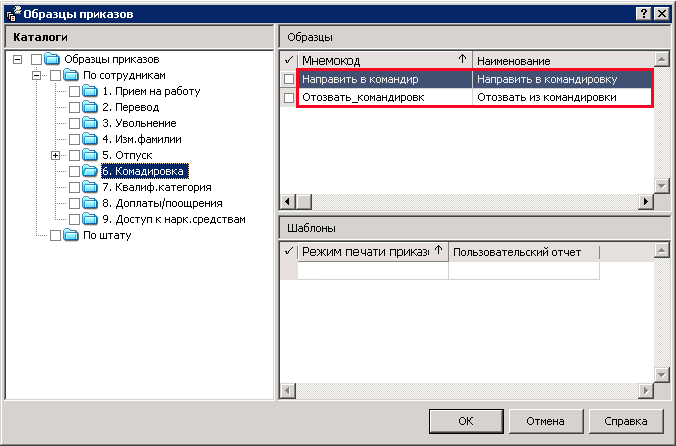 Образцы приказов
Каталоги
Образцы приказов
По сотрудникам
1. Прием на работу
2. Перевод
3. Увольнение
4. Изм.фамилии
5. Отпуск
6. Комадировка
7. Квалиф.категория
8. Доплаты/поощрения
9. Доступ к нарк.средствам
По штату
Образцы
Мнемокод Наименование
Направить в командир Направить в командировку
Отозвать_командировк Отозвать из командировки
Шаблоны
Режим печати приказо Пользовательский отчет
OK Отмена Справка